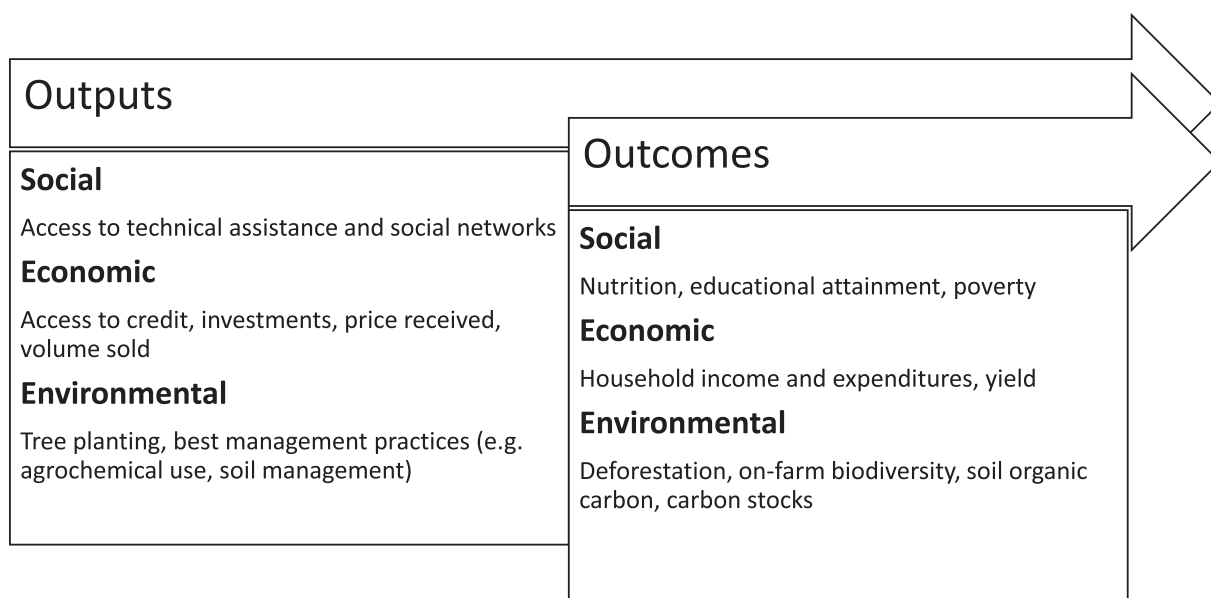 Outputs
Social
Access to technical assistance and social networks
Economic
Access to credit, investments, price received,
volume sold
Environmental
Tree planting, best management practices (e.g.
agrochemical use, soil management)
Outcomes
Social
Nutrition, educational attainment, poverty
Economic
Household income and expenditures, yield
Environmental
Deforestation, on-farm biodiversity, soil organic
carbon, carbon stocks